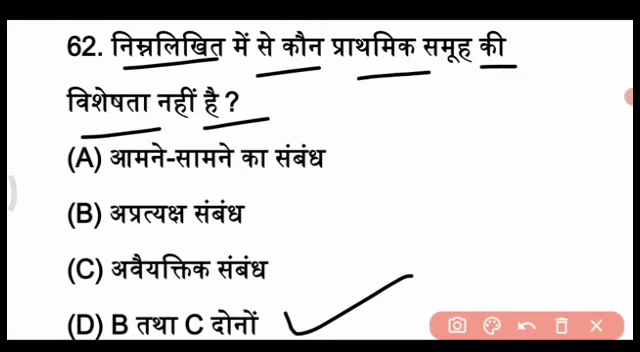 62. निम्नलिखित में से कौन प्राथमिक समूह की
विशेषता नहीं है ?
(A) आमने-सामने का संबंध
(B) अप्रत्यक्ष संबंध
(C) अवैयक्तिक संबंध
(D) B तथा C दोनों